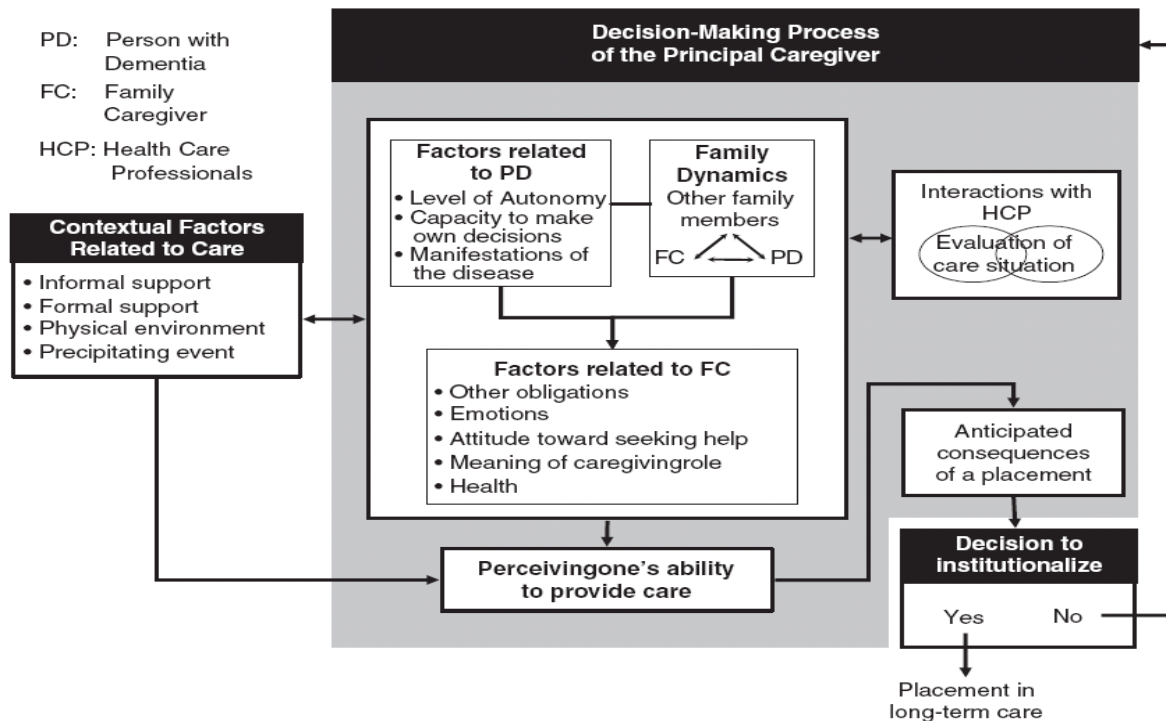 PD: Person with
Dementia
FC: Family
Caregiver
HCP: Health Care
Professionals
Decision-Making Process
of the Principal Caregiver
Contextual Factors
Related to Care
• Informal support
• Formal support
• Physical environment
• Precipitating event
Factors related
to PD
• Level of Autonomy
• Capacity to make
own decisions
• Manifestations of
the disease
Family
Dynamics
Other family
members
FC PD
Interactions with
HCP
Evaluation of
care situation
Factors related to FC
• Other obligations
• Emotions
• Attitude toward seeking help
• Meaning of caregivingrole
• Health
Perceivingone's ability
to provide care
Anticipated
consequences
of a placement
Decision to
institutionalize
Yes No
Placement in
long-term care